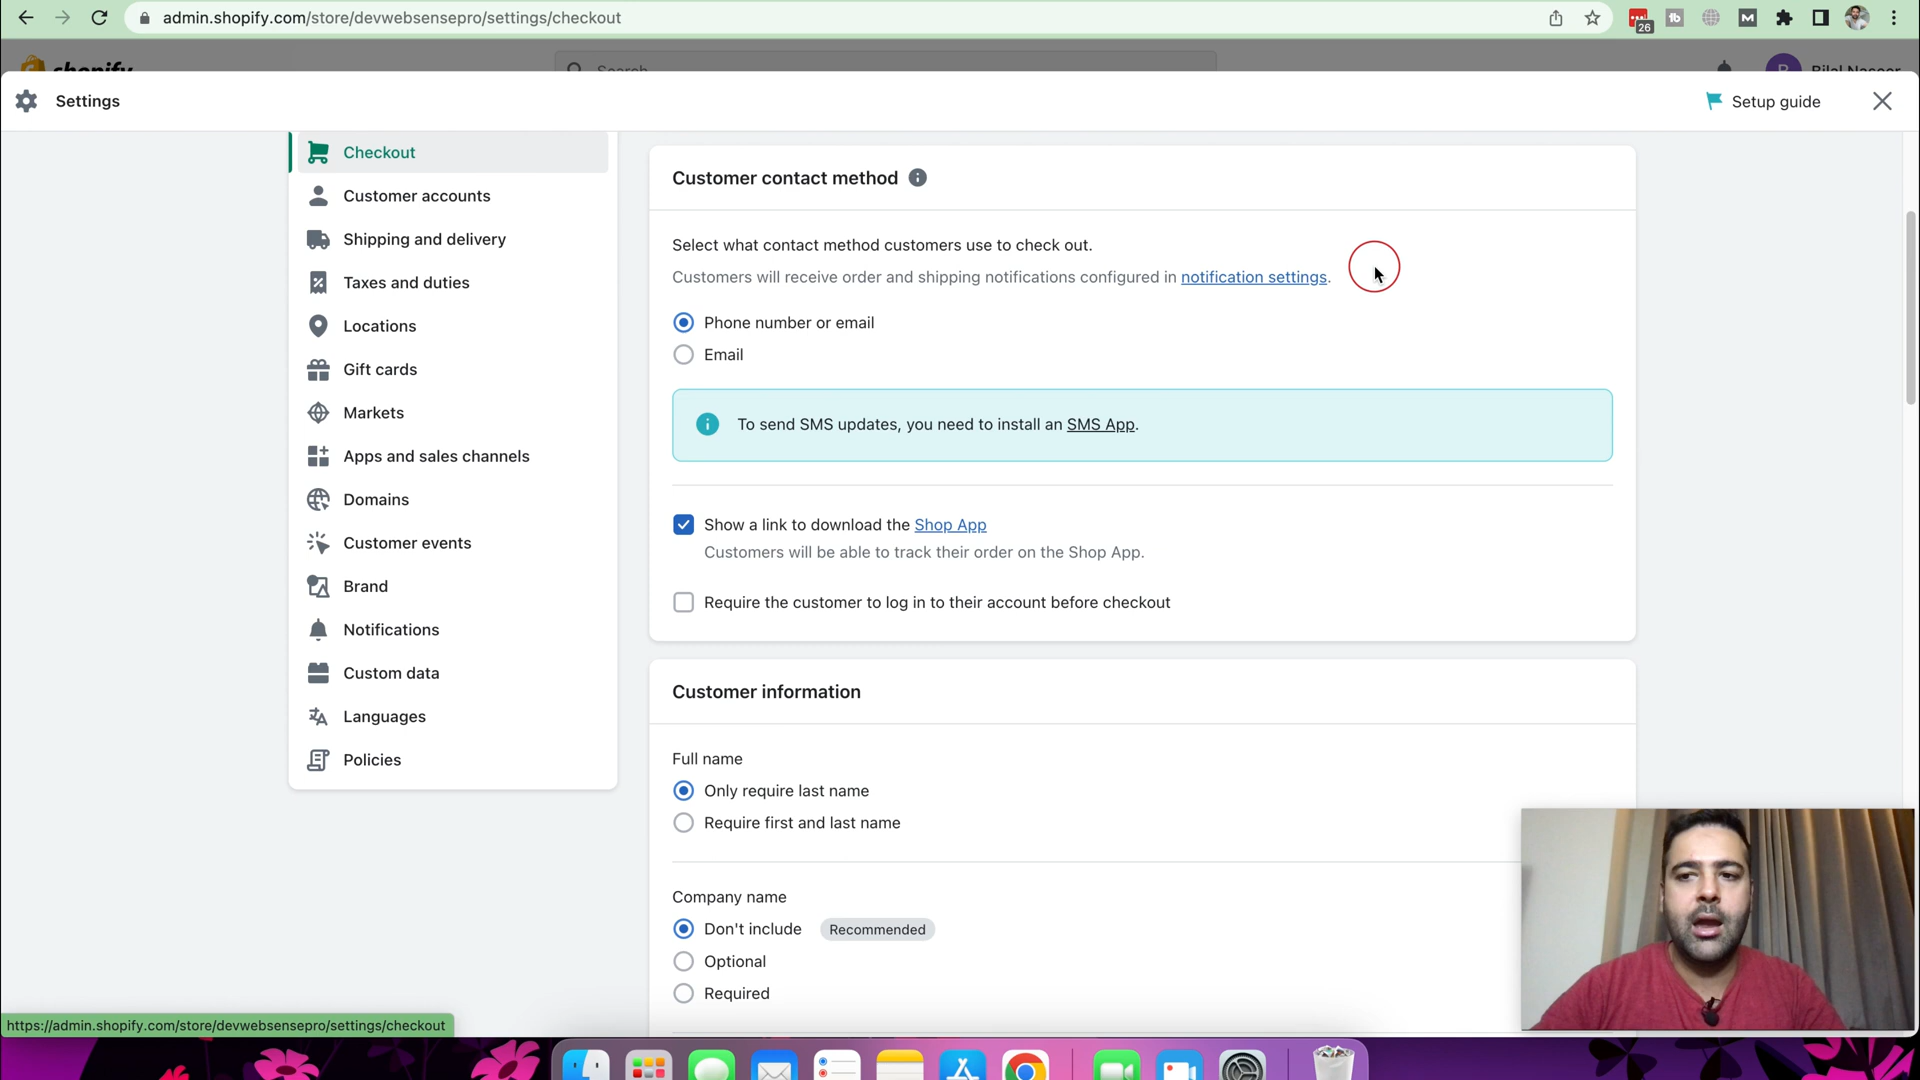 admin.shopify.com/store/devwebsensepro/settings/checkout
26
shopify
Search
Bilal Naseer
Settings
Setup guide
Checkout
Customer accounts
Shipping and delivery
Taxes and duties
Locations
Gift cards
Markets
Apps and sales channels
Domains
Customer events
Brand
Notifications
Custom data
Languages
Policies
Customer contact method
Select what contact method customers use to check out.
Customers will receive order and shipping notifications configured in notification settings.
Phone number or email
Email
To send SMS updates, you need to install an SMS App.
Show a link to download the Shop App
Customers will be able to track their order on the Shop App.
Require the customer to log in to their account before checkout
Customer information
Full name
Only require last name
Require first and last name
Company name
Don't include Recommended
Optional
Required
https://admin.shopify.com/store/devwebsensepro/settings/checkout